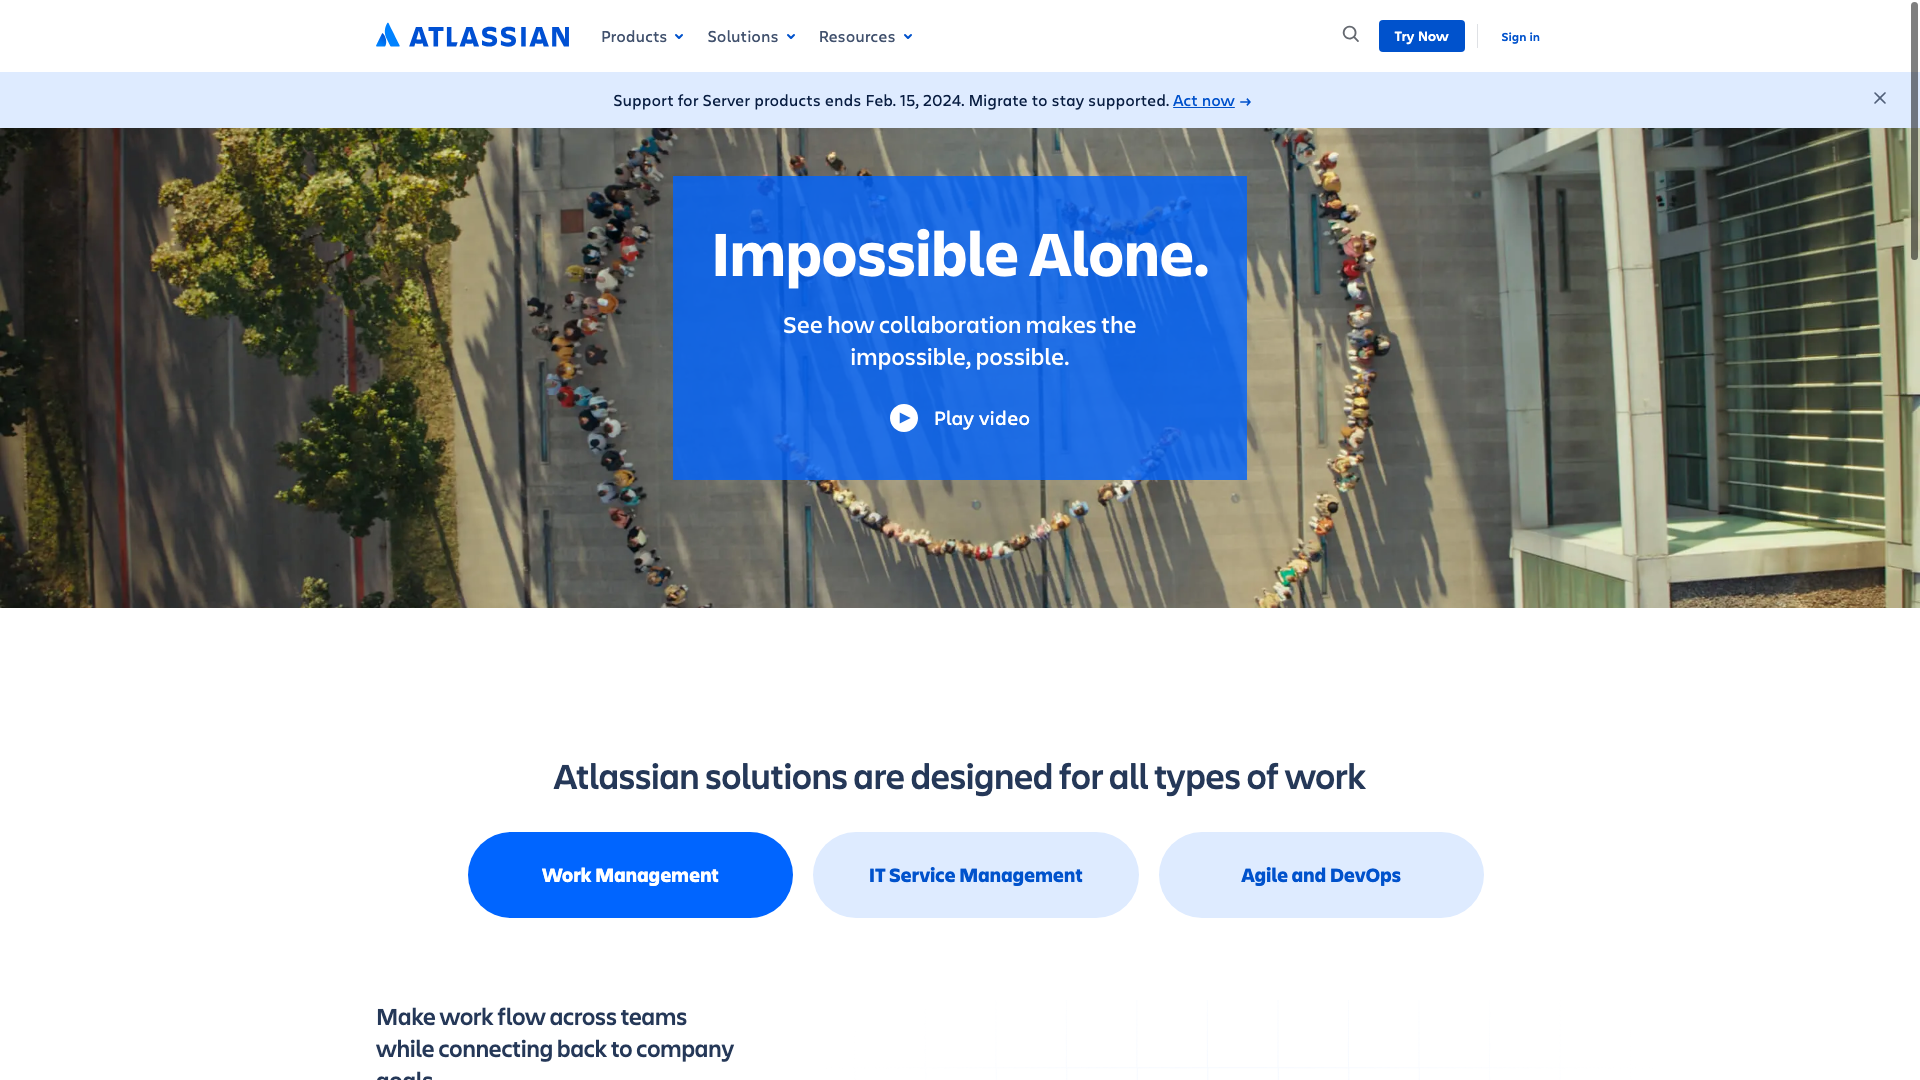 ATLASSIAN Products Solutions Resources Try Now Sign in
Support for Server products ends Feb. 15, 2024. Migrate to stay supported. Act now →
Impossible Alone.
See how collaboration makes the
impossible, possible.
Play video
Atlassian solutions are designed for all types of work
Work Management IT Service Management Agile and DevOps
Make work flow across teams
while connecting back to company
goals